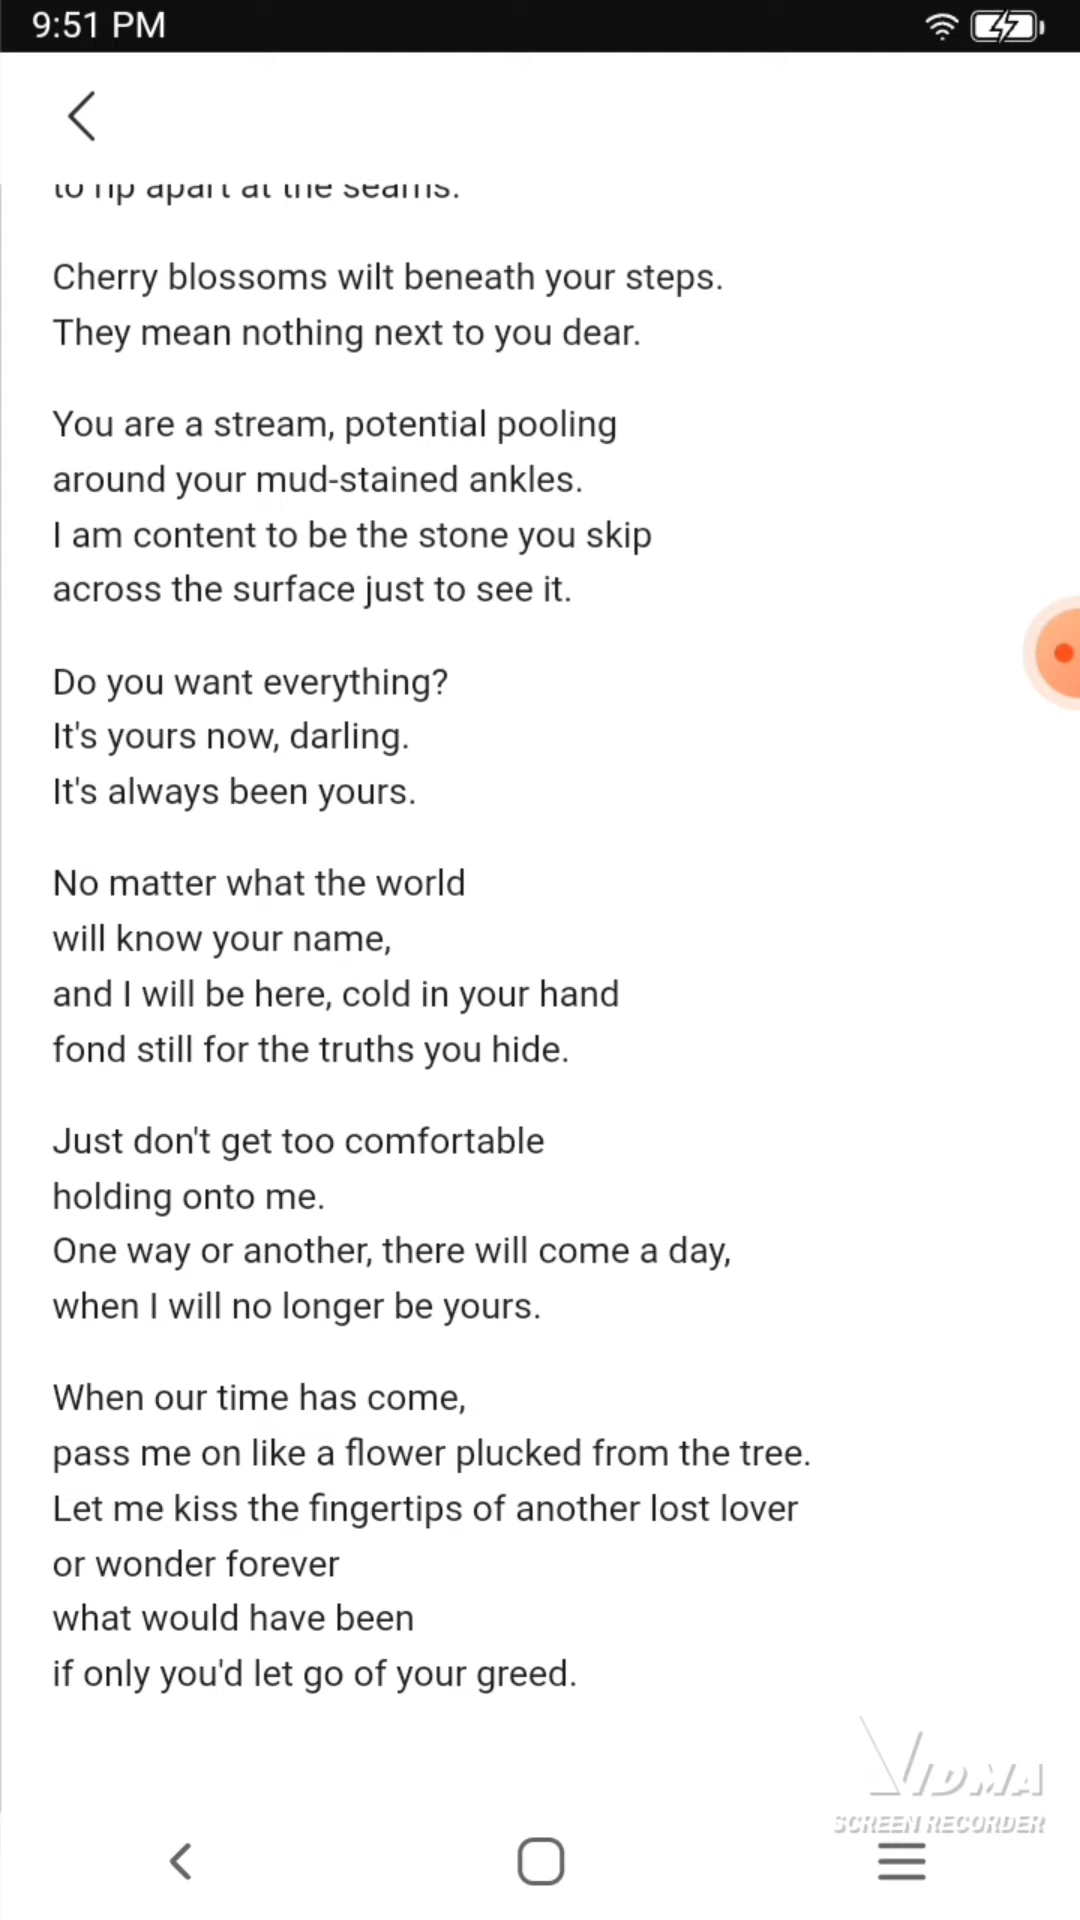 9:51 PM
to rip apart at the seams.
Cherry blossoms wilt beneath your steps.
They mean nothing next to you dear.
You are a stream, potential pooling
around your mud-stained ankles.
I am content to be the stone you skip
across the surface just to see it.
Do you want everything?
It's yours now, darling.
It's always been yours.
No matter what the world
will know your name,
and I will be here, cold in your hand
fond still for the truths you hide.
Just don't get too comfortable
holding onto me.
One way or another, there will come a day,
when I will no longer be yours.
When our time has come,
pass me on like a flower plucked from the tree.
Let me kiss the fingertips of another lost lover
or wonder forever
what would have been
if only you'd let go of your greed.
VIDMA
SCREEN RECORDER